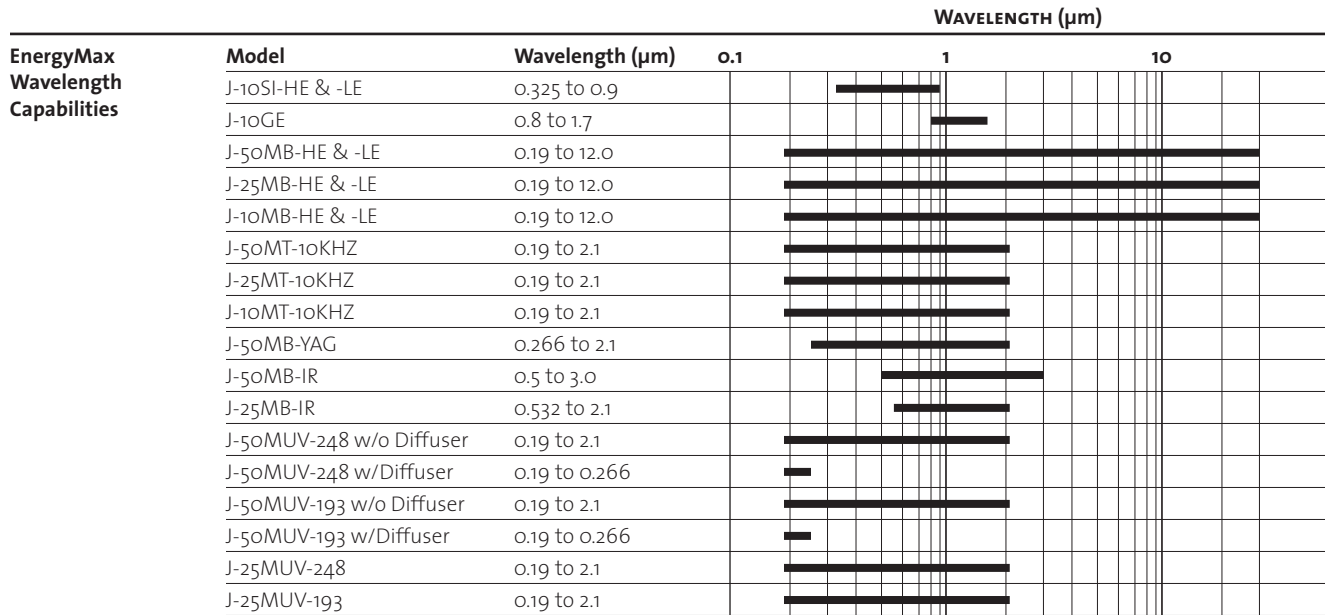 WAVELENGTH (µm)
EnergyMax Model Wavelength (µm) 0.1 1 10
Wavelength J-10SI-HE & -LE 0.325 to 0.9
Capabilities J-10GE 0.8 to 1.7
J-50MB-HE & -LE 0.19 to 12.0
J-25MB-HE & -LE 0.19 to 12.0
J-10MB-HE & -LE 0.19 to 12.0
J-50MT-10KHZ 0.19 to 2.1
J-25MT-10KHZ 0.19 to 2.1
J-10MT-10KHZ 0.19 to 2.1
J-50MB-YAG 0.266 to 2.1
J-50MB-IR 0.5 to 3.0
J-25MB-IR 0.532 to 2.1
J-50MUV-248 w/o Diffuser 0.19 to 2.1
J-50MUV-248 w/Diffuser 0.19 to 0.266
J-50MUV-193 w/o Diffuser 0.19 to 2.1
J-50MUV-193 w/Diffuser 0.19 to 0.266
J-25MUV-248 0.19 to 2.1
J-25MUV-193 0.19 to 2.1